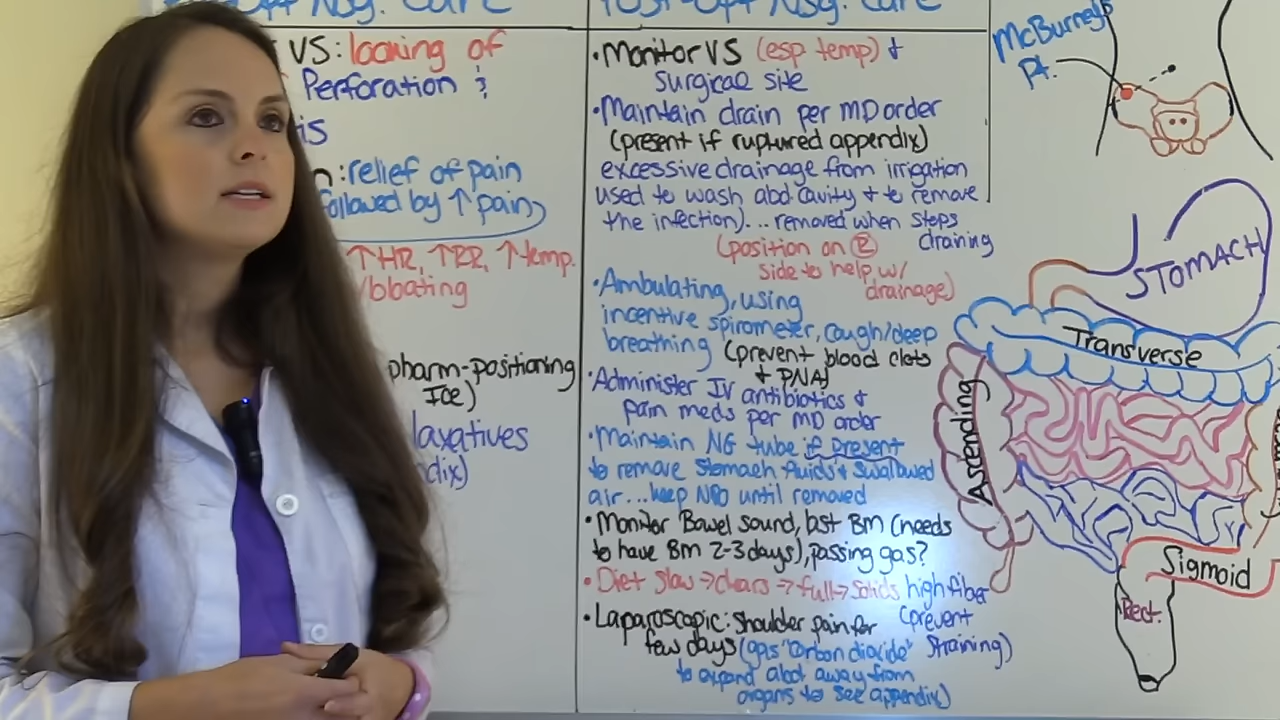 Nsg. Care
VS: looking of
Perforation &
is
n: relief of pain
followed by ↑ pain)
↑HR, ↑RR, ↑temp.
/bloating
pharm-positioning
Ice)
laxatives
dix)
Post-Op Nsg. Care
• Monitor VS (esp temp) &
surgical site
• Maintain drain per MD order
(present if ruptured appendix)
excessive drainage from irrigation
used to wash abd cavity & to remove
the infection)... removed when stops
draining
(position on R
side to help w/
drainage)
• Ambulating, using
incentive spirometer, cough/deep
breathing (prevent blood clots
& PNA)
• Administer IV antibiotics &
pain meds per MD order
• Maintain NG tube if present
to remove stomach fluids & swallowed
air... keep NPO until removed
• Monitor Bowel sound, last BM (needs
to have BM 2-3 days), passing gas?
• Diet slow → clears → full → solids high fiber
(prevent
straining)
• Laparoscopic: shoulder pain for
few days (gas "carbon dioxide"
to expand abd away from
organs to see appendix)
McBurney's
Pt.
STOMACH
Transverse
Ascending
Sigmoid
Rect.